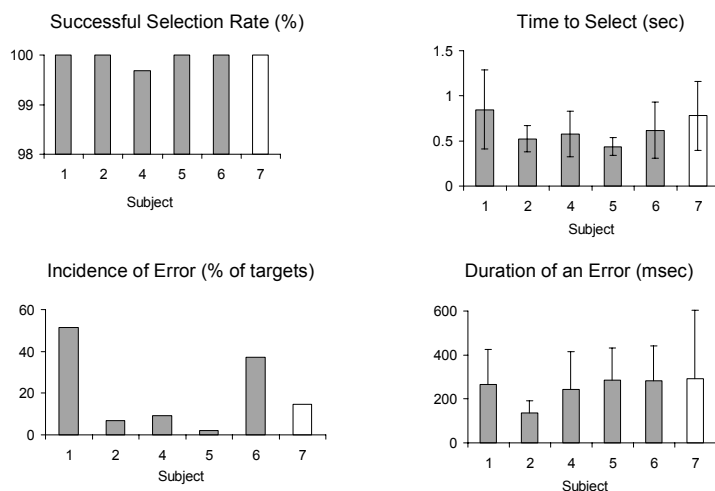 Successful Selection Rate (%)
100
99
98
1 2 4 5 6 7
Subject
Time to Select (sec)
1.5
1
0.5
0
1 2 4 5 6 7
Subject
Incidence of Error (% of targets)
60
40
20
0
1 2 4 5 6 7
Subject
Duration of an Error (msec)
600
400
200
0
1 2 4 5 6 7
Subject